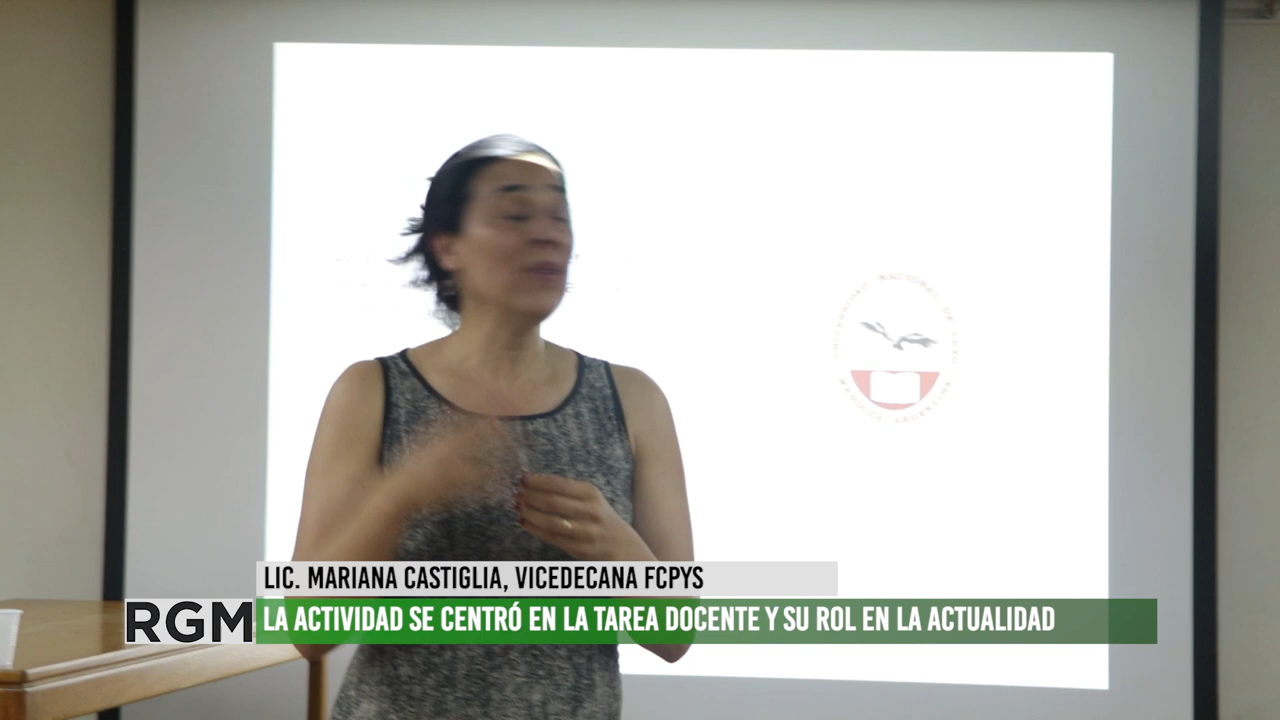 LIC. MARIANA CASTIGLIA, VICEDECANA FCPYS
RGM
LA ACTIVIDAD SE CENTRÓ EN LA TAREA DOCENTE Y SU ROL EN LA ACTUALIDAD